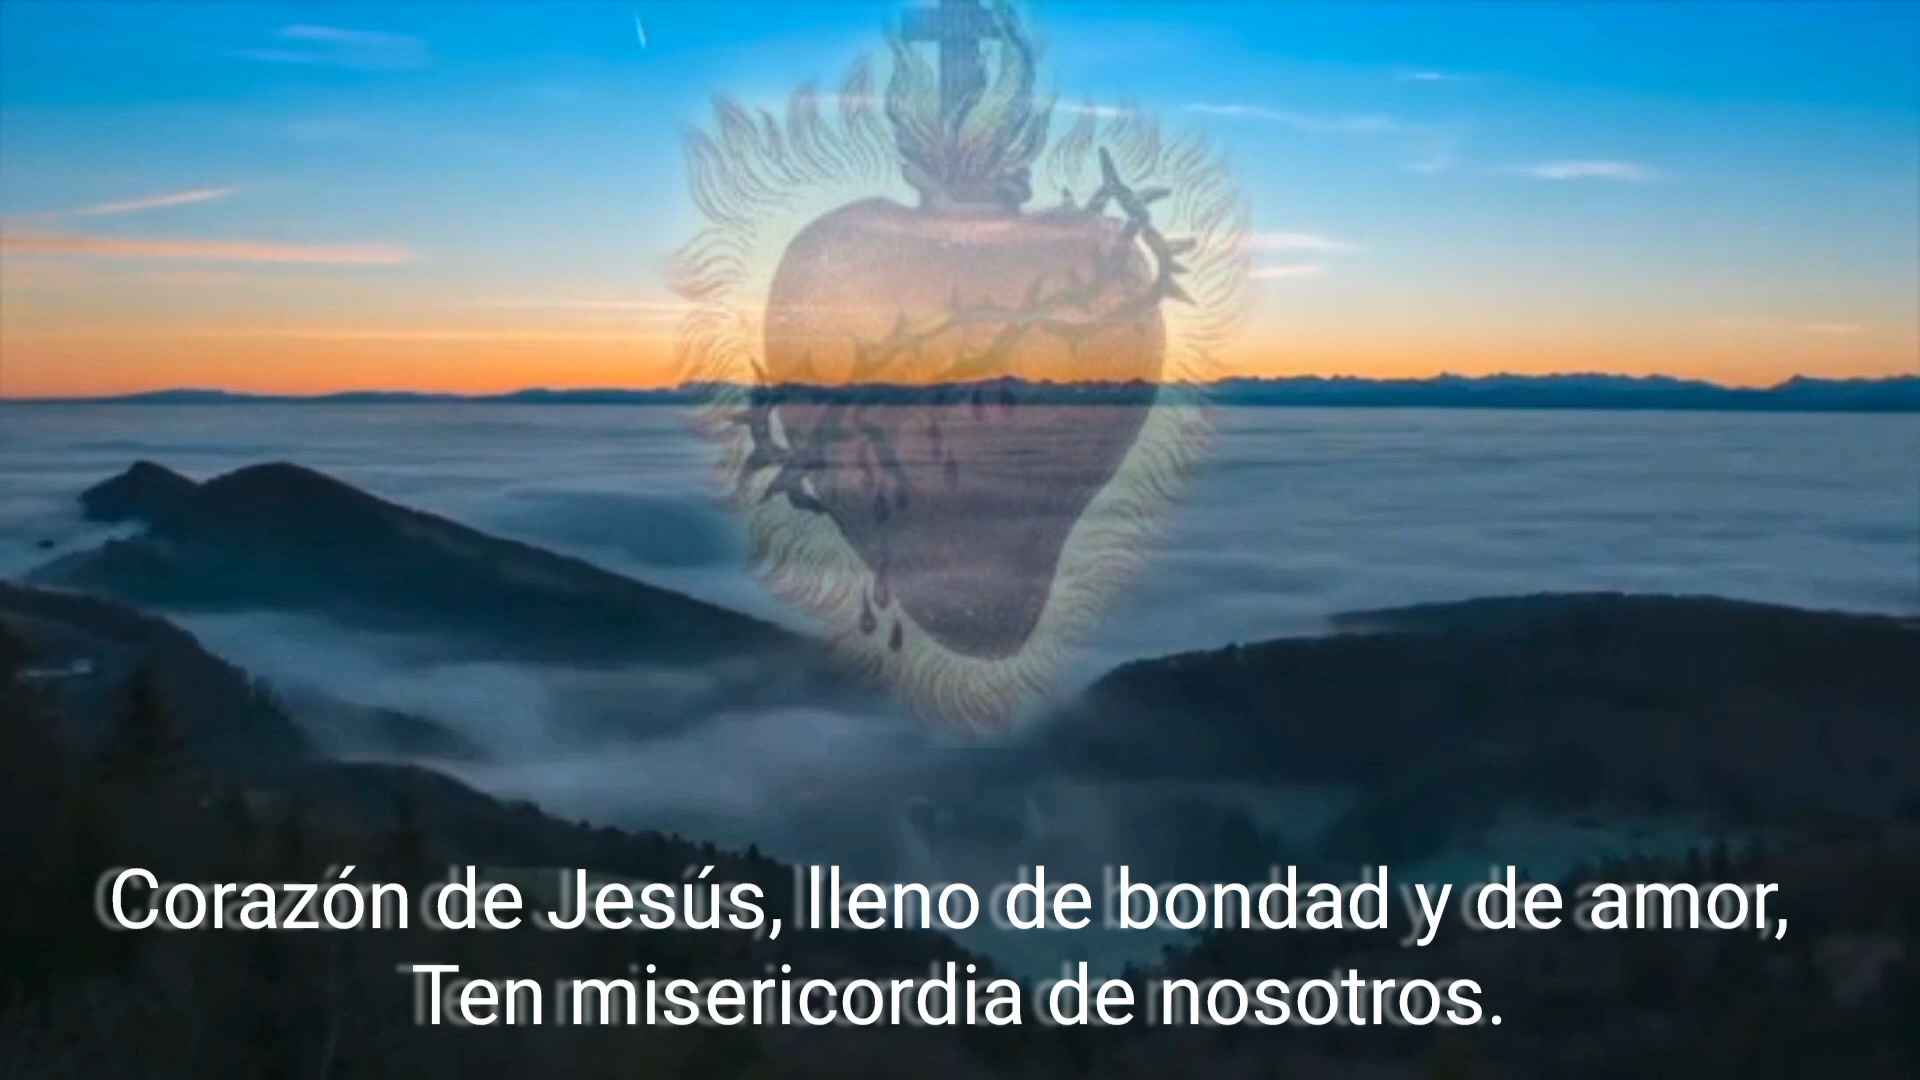 Corazón de Jesús, lleno de bondad y de amor,
Ten misericordia de nosotros.